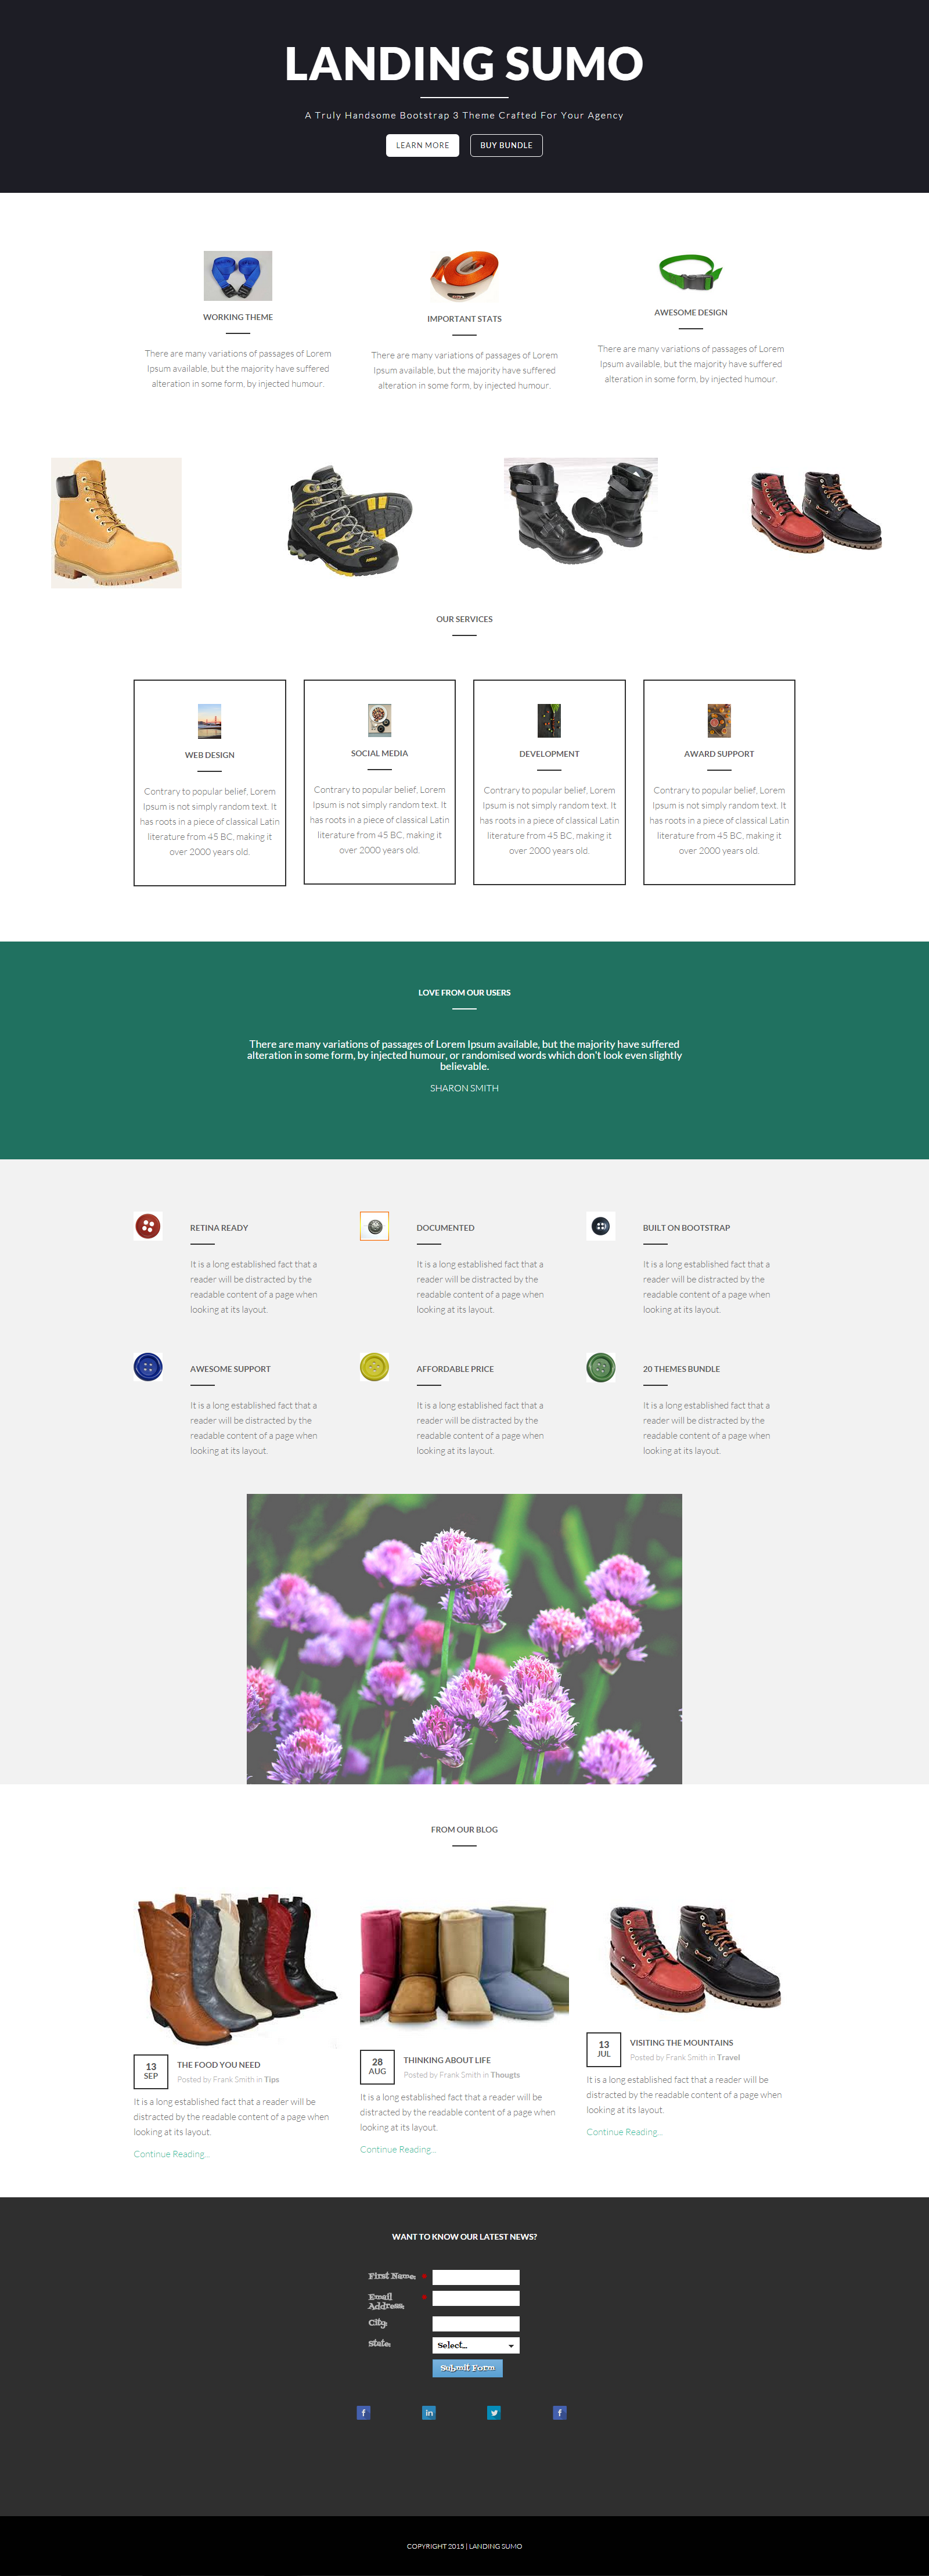 LANDING SUMO
A Truly Handsome Bootstrap 3 Theme Crafted For Your Agency
LEARN MORE
BUY BUNDLE
WORKING THEME
There are many variations of passages of Lorem
Ipsum available, but the majority have suffered
alteration in some form, by injected humour.
IMPORTANT STATS
There are many variations of passages of Lorem
Ipsum available, but the majority have suffered
alteration in some form, by injected humour.
AWESOME DESIGN
There are many variations of passages of Lorem
Ipsum available, but the majority have suffered
alteration in some form, by injected humour.
OUR SERVICES
WEB DESIGN
Contrary to popular belief, Lorem
Ipsum is not simply random text. It
has roots in a piece of classical Latin
literature from 45 BC, making it
over 2000 years old.
SOCIAL MEDIA
Contrary to popular belief, Lorem
Ipsum is not simply random text. It
has roots in a piece of classical Latin
literature from 45 BC, making it
over 2000 years old.
DEVELOPMENT
Contrary to popular belief, Lorem
Ipsum is not simply random text. It
has roots in a piece of classical Latin
literature from 45 BC, making it
over 2000 years old.
AWARD SUPPORT
Contrary to popular belief, Lorem
Ipsum is not simply random text. It
has roots in a piece of classical Latin
literature from 45 BC, making it
over 2000 years old.
LOVE FROM OUR USERS
There are many variations of passages of Lorem Ipsum available, but the majority have suffered
alteration in some form, by injected humour, or randomised words which don't look even slightly
believable.
SHARON SMITH
RETINA READY
It is a long established fact that a
reader will be distracted by the
readable content of a page when
looking at its layout.
DOCUMENTED
It is a long established fact that a
reader will be distracted by the
readable content of a page when
looking at its layout.
BUILT ON BOOTSTRAP
It is a long established fact that a
reader will be distracted by the
readable content of a page when
looking at its layout.
AWESOME SUPPORT
It is a long established fact that a
reader will be distracted by the
readable content of a page when
looking at its layout.
AFFORDABLE PRICE
It is a long established fact that a
reader will be distracted by the
readable content of a page when
looking at its layout.
20 THEMES BUNDLE
It is a long established fact that a
reader will be distracted by the
readable content of a page when
looking at its layout.
FROM OUR BLOG
13
SEP
THE FOOD YOU NEED
Posted by Frank Smith in Tips
It is a long established fact that a reader will be
distracted by the readable content of a page when
looking at its layout.
Continue Reading...
28
AUG
THINKING ABOUT LIFE
Posted by Frank Smith in Thougts
It is a long established fact that a reader will be
distracted by the readable content of a page when
looking at its layout.
Continue Reading...
13
JUL
VISITING THE MOUNTAINS
Posted by Frank Smith in Travel
It is a long established fact that a reader will be
distracted by the readable content of a page when
looking at its layout.
Continue Reading...
WANT TO KNOW OUR LATEST NEWS?
First Name: *
Email *
Address:
City:
State: Select...
Submit Form
f in f
COPYRIGHT 2015 | LANDING SUMO